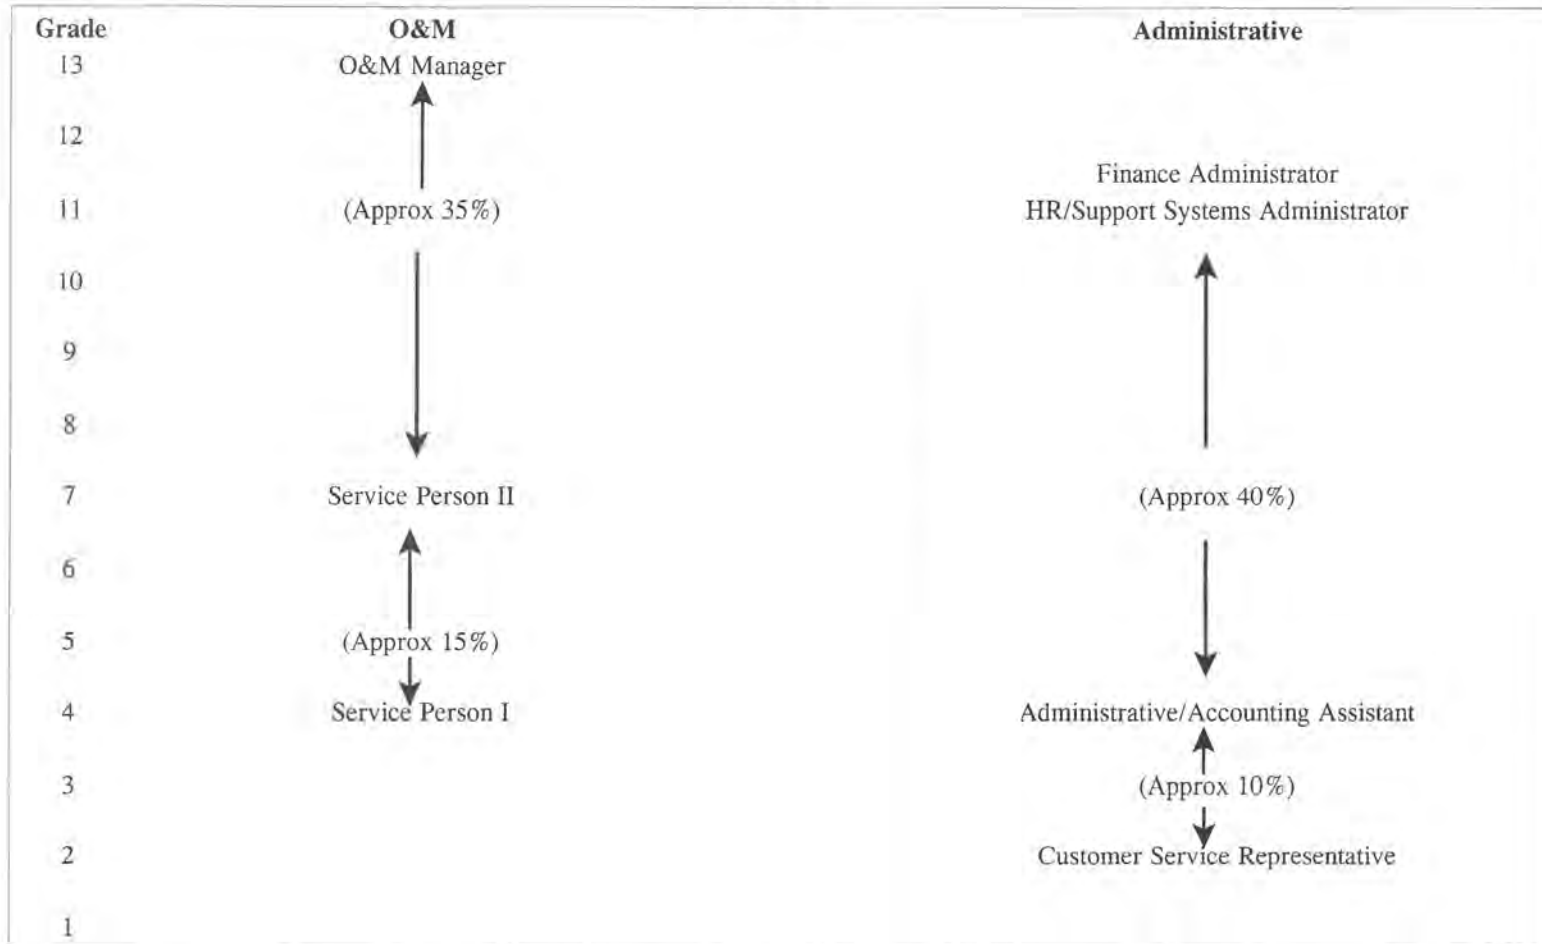 Grade O&M Administrative
13 O&M Manager
12
Finance Administrator
11 (Approx 35%) HR/Support Systems Administrator
10
9
8
7 Service Person II (Approx 40%)
6
5 (Approx 15%)
4 Service Person I Administrative/Accounting Assistant
3 (Approx 10%)
2 Customer Service Representative
1